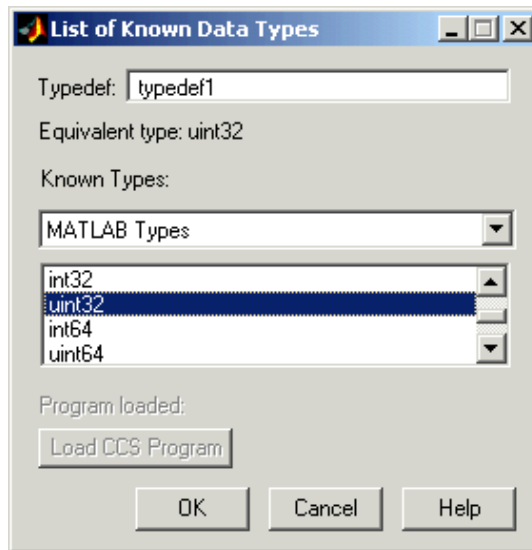 List of Known Data Types
Typedef: typedef1
Equivalent type: uint32
Known Types:
MATLAB Types
int32
uint32
int64
uint64
Program loaded:
Load CCS Program
OK Cancel Help